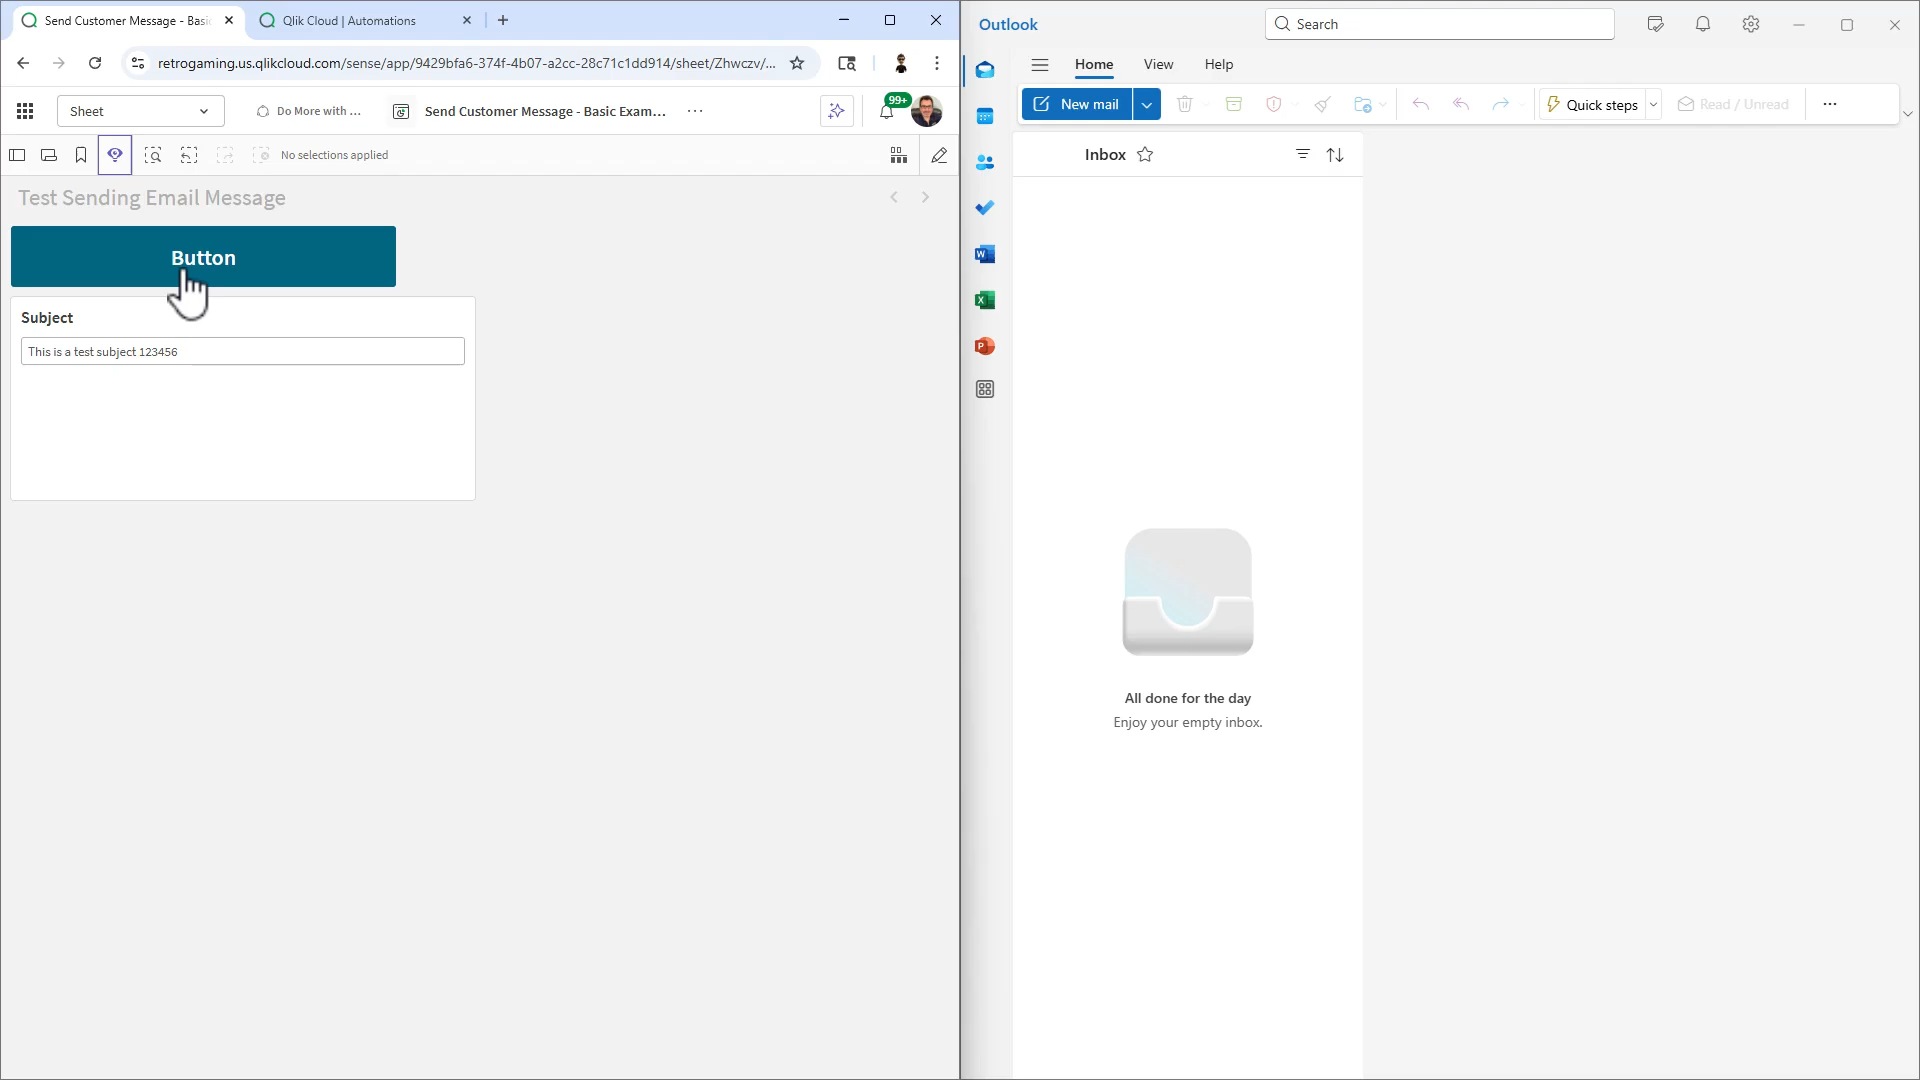 Send Customer Message - Basic
Qlik Cloud | Automations
retrogaming.us.qlikcloud.com/sense/app/9429bfa6-374f-4b07-a2cc-28c71c1dd914/sheet/Zhwczv/...
Sheet
Do More with ...
Send Customer Message - Basic Exam...
99+
No selections applied
Test Sending Email Message
Button
Subject
This is a test subject 123456
Outlook
Search
Home
View
Help
New mail
Quick steps
Read / Unread
Inbox
All done for the day
Enjoy your empty inbox.